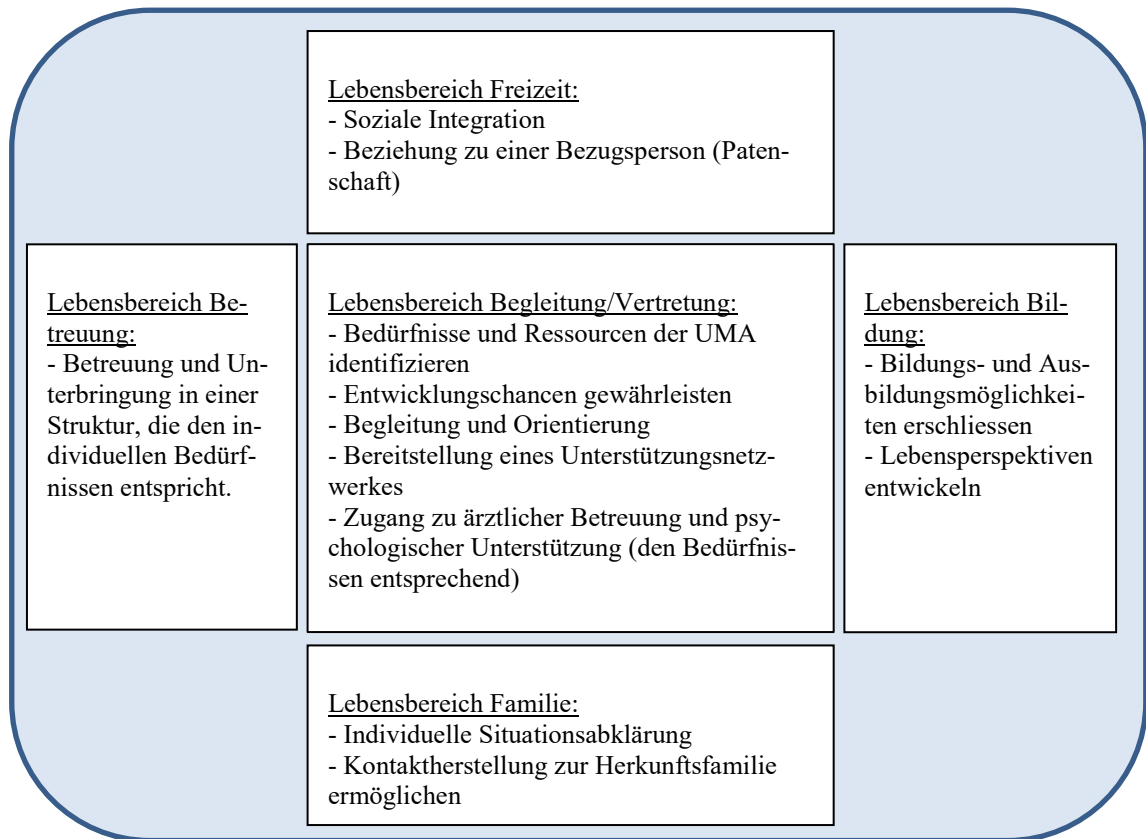 Lebensbereich Freizeit:
- Soziale Integration
- Beziehung zu einer Bezugsperson (Paten-
schaft)
Lebensbereich Be-
treuung:
- Betreuung und Un-
terbringung in einer
Struktur, die den in-
dividuellen Bedürf-
nissen entspricht.
Lebensbereich Begleitung/Vertretung:
- Bedürfnisse und Ressourcen der UMA
identifizieren
- Entwicklungschancen gewährleisten
- Begleitung und Orientierung
- Bereitstellung eines Unterstützungsnetz-
werkes
- Zugang zu ärztlicher Betreuung und psy-
chologischer Unterstützung (den Bedürfnis-
sen entsprechend)
Lebensbereich Bil-
dung:
- Bildungs- und Aus-
bildungsmöglichkei-
ten erschliessen
- Lebensperspektiven
entwickeln
Lebensbereich Familie:
- Individuelle Situationsabklärung
- Kontaktherstellung zur Herkunftsfamilie
ermöglichen